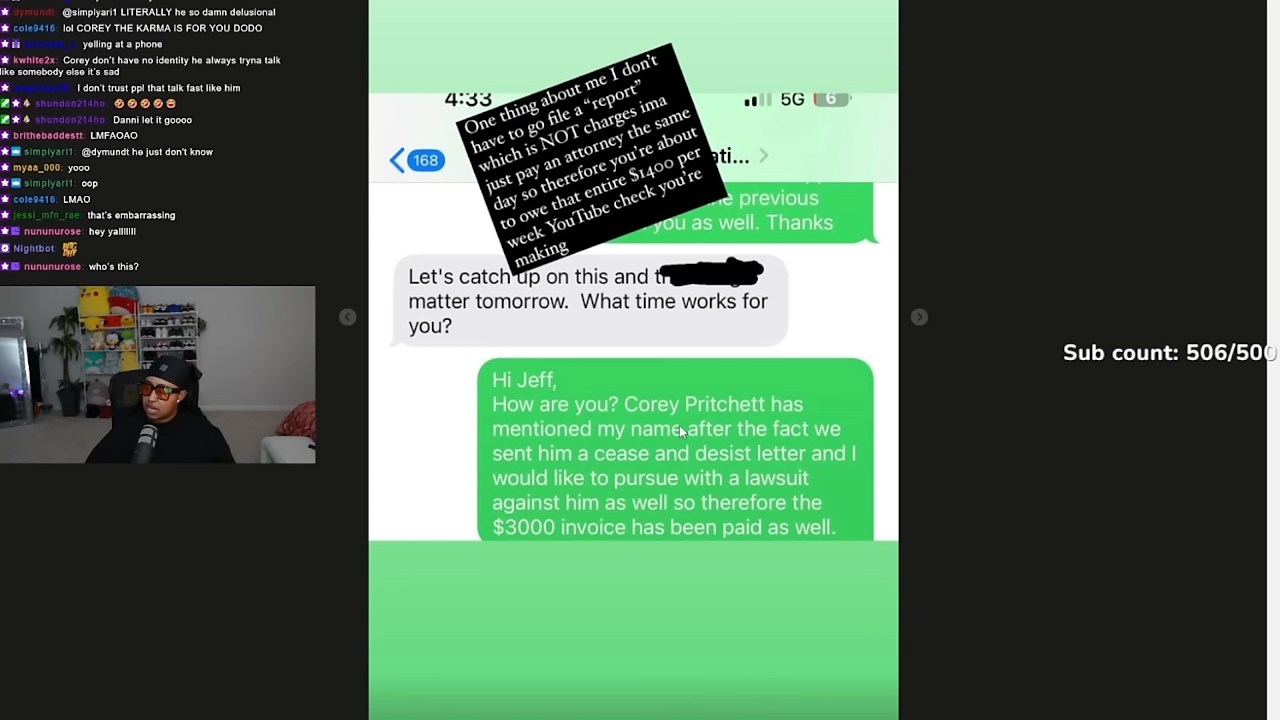 dymundt: @simplyari1 LITERALLY he so damn delusional
cole9416: lol COREY THE KARMA IS FOR YOU DODO
yelling at a phone
kwhite2x: Corey don't have no identity he always tryna talk
like somebody else it's sad
I don't trust ppl that talk fast like him
shundon214ho:
shundon214ho: Danni let it goooo
brithebaddestt: LMFAOAO
simplyari1: @dymundt he just don't know
myaa_000: yooo
simplyari1: oop
cole9416: LMAO
jessi_mfn_rae: that's embarrassing
nununurose: hey yallllllll
Nightbot:
nununurose: who's this?
4:33
5G 6
168
ati...
One thing about me I don't
have to go file a “report”
which is NOT charges ima
just pay an attorney the same
day so therefore you're about
to owe that entire $1400 per
week YouTube check you're
making
previous
you as well. Thanks
Let's catch up on this and
matter tomorrow. What time works for
you?
Hi Jeff,
How are you? Corey Pritchett has
mentioned my name after the fact we
sent him a cease and desist letter and I
would like to pursue with a lawsuit
against him as well so therefore the
$3000 invoice has been paid as well.
Sub count: 506/500